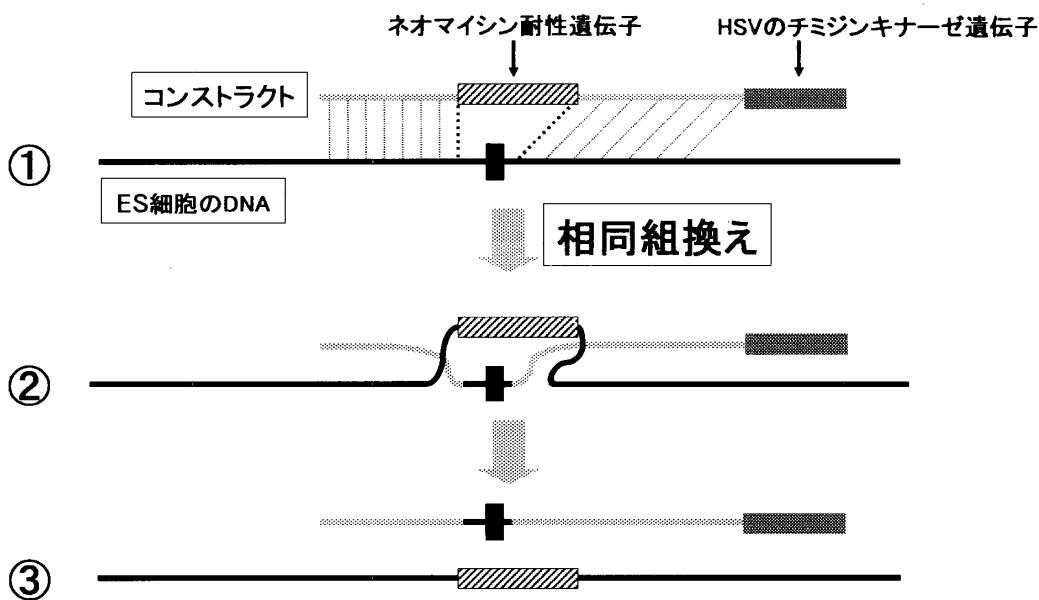 ネオマイシン耐性遺伝子
HSVのチミジンキナーゼ遺伝子
コンストラクト
①
ES細胞のDNA
相同組換え
②
③